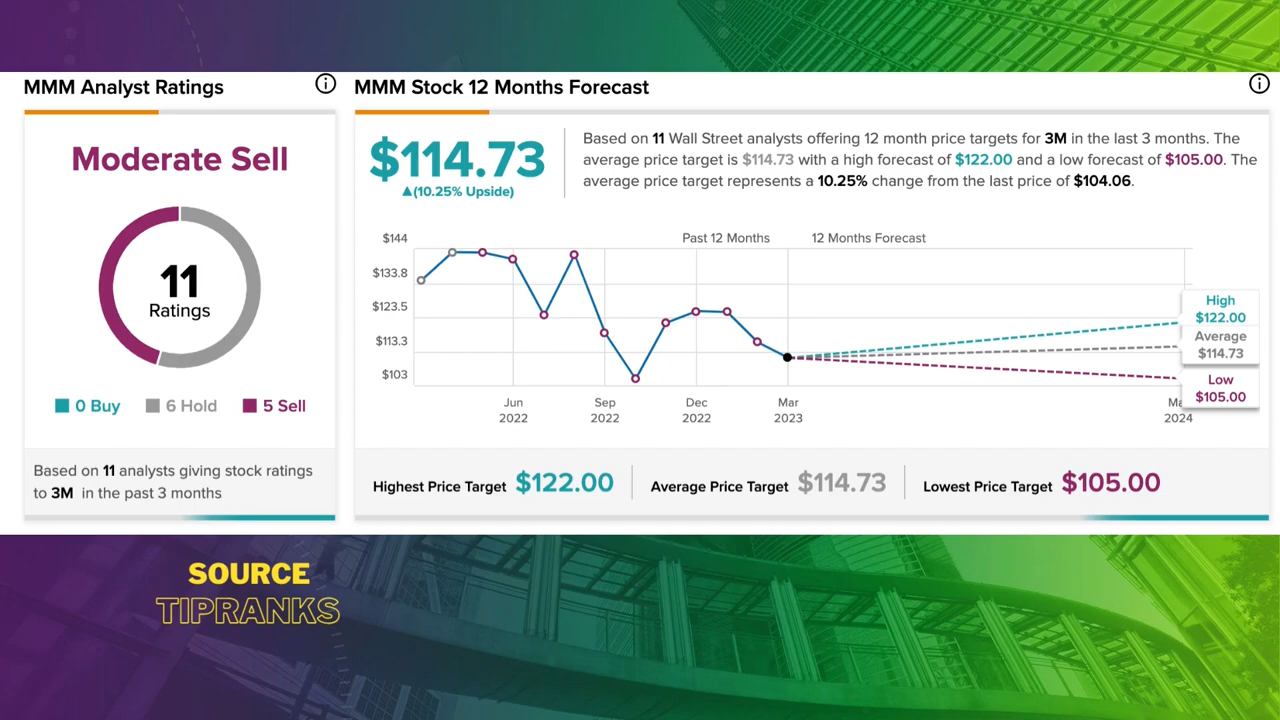 MMM Analyst Ratings
Moderate Sell
11
Ratings
0 Buy 6 Hold 5 Sell
Based on 11 analysts giving stock ratings
to 3M in the past 3 months
MMM Stock 12 Months Forecast
$114.73
▲(10.25% Upside)
Based on 11 Wall Street analysts offering 12 month price targets for 3M in the last 3 months. The
average price target is $114.73 with a high forecast of $122.00 and a low forecast of $105.00. The
average price target represents a 10.25% change from the last price of $104.06.
Past 12 Months 12 Months Forecast
$144
$133.8
$123.5
$113.3
$103
Jun
2022
Sep
2022
Dec
2022
Mar
2023
Ma
2024
High
$122.00
Average
$114.73
Low
$105.00
Highest Price Target $122.00
Average Price Target $114.73
Lowest Price Target $105.00
SOURCE
TIPRANKS